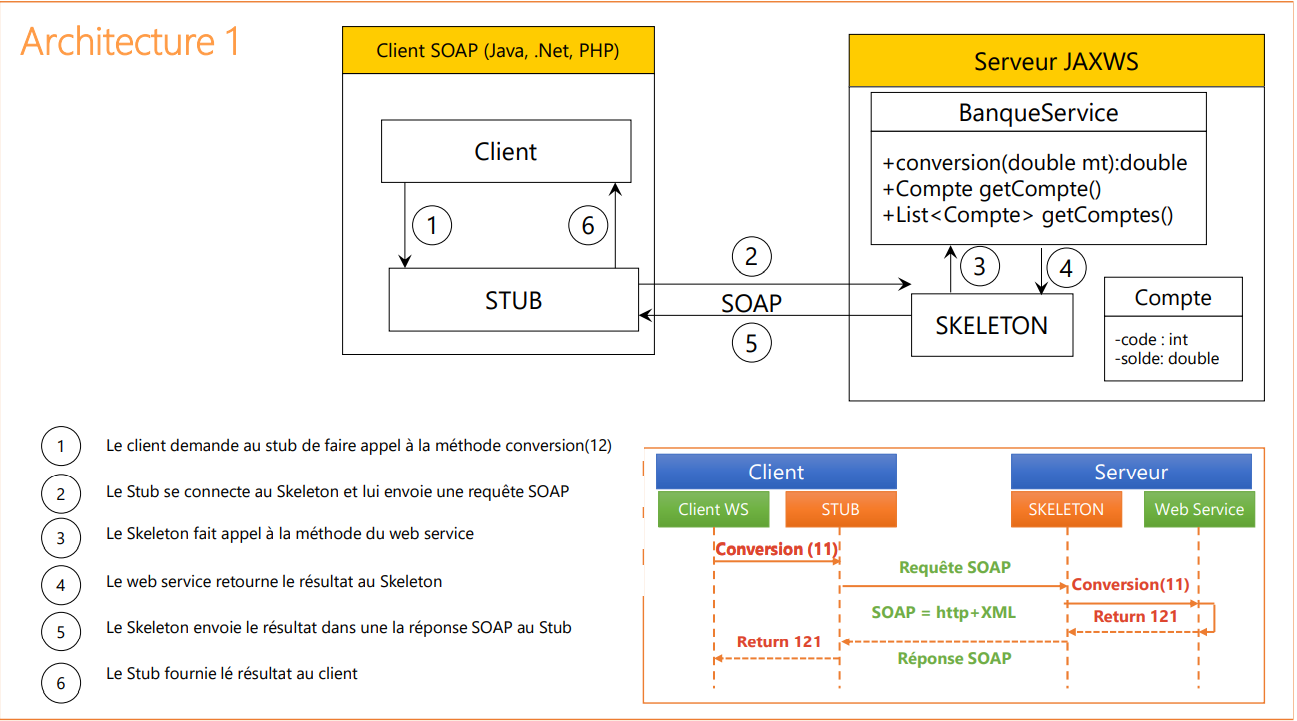 Architecture 1
Client SOAP (Java, .Net, PHP)
Client
1
6
STUB
2
SOAP
5
Serveur JAXWS
BanqueService
+conversion(double mt):double
+Compte getCompte()
+List<Compte> getComptes()
3
4
SKELETON
Compte
-code : int
-solde: double
1 Le client demande au stub de faire appel à la méthode conversion(12)
2 Le Stub se connecte au Skeleton et lui envoie une requête SOAP
3 Le Skeleton fait appel à la méthode du web service
4 Le web service retourne le résultat au Skeleton
5 Le Skeleton envoie le résultat dans une la réponse SOAP au Stub
6 Le Stub fournie lé résultat au client
Client
Serveur
Client WS
STUB
SKELETON
Web Service
Conversion (11)
Requête SOAP
Conversion(11)
SOAP = http+XML
Return 121
Return 121
Réponse SOAP